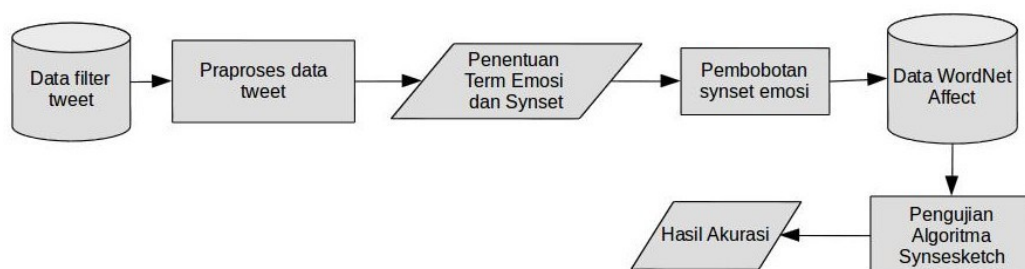 Data filter
tweet
Praproses data
tweet
Penentuan
Term Emosi
dan Synset
Pembobotan
synset emosi
Data WordNet
Affect
Pengujian
Algoritma
Synsesketch
Hasil Akurasi